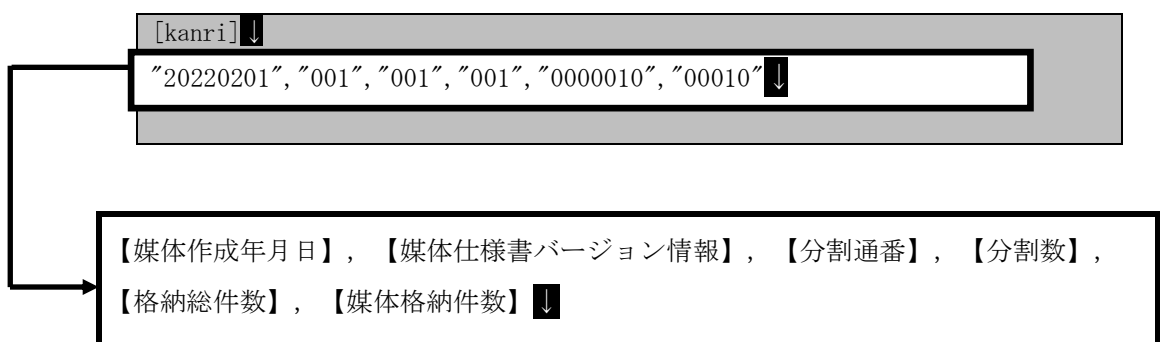 [kanri]↓
"20220201","001","001","001","0000010","00010"↓
【媒体作成年月日】, 【媒体仕様書バージョン情報】, 【分割通番】, 【分割数】,
【格納総件数】, 【媒体格納件数】↓